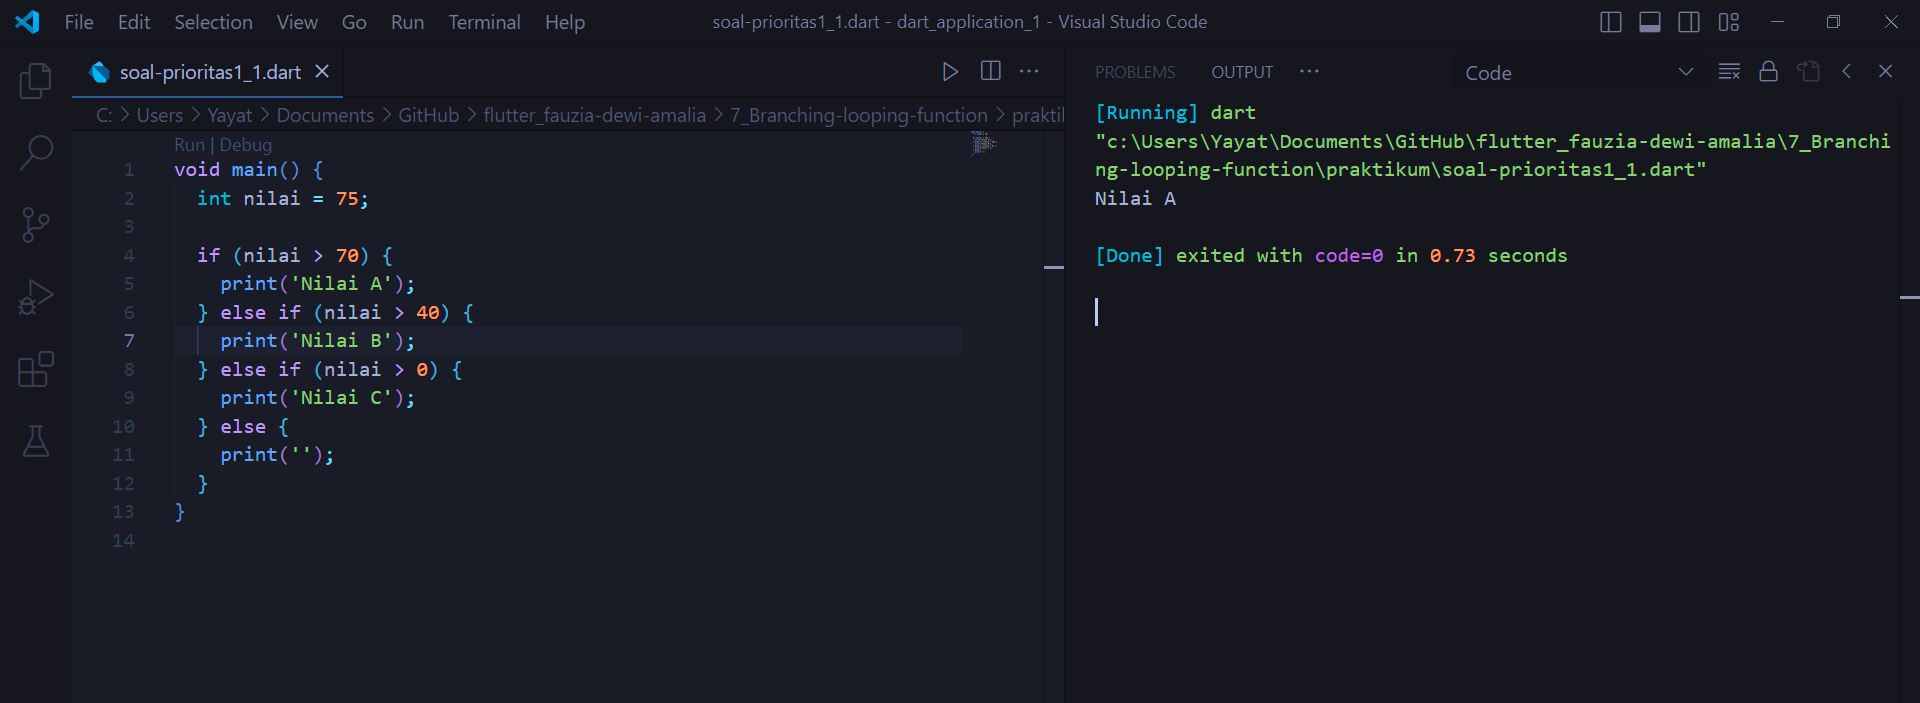 File Edit Selection View Go Run Terminal Help soal-prioritas1_1.dart - dart_application_1 - Visual Studio Code
soal-prioritas1_1.dart
C: > Users > Yayat > Documents > GitHub > flutter_fauzia-dewi-amalia > 7_Branching-looping-function > praktik
Run | Debug
1 void main() {
2 int nilai = 75;
3
4 if (nilai > 70) {
5 print('Nilai A');
6 } else if (nilai > 40) {
7 print('Nilai B');
8 } else if (nilai > 0) {
9 print('Nilai C');
10 } else {
11 print('');
12 }
13 }
14
PROBLEMS OUTPUT ··· Code
[Running] dart
"c:\Users\Yayat\Documents\GitHub\flutter_fauzia-dewi-amalia\7_Branchi
ng-looping-function\praktikum\soal-prioritas1_1.dart"
Nilai A
[Done] exited with code=0 in 0.73 seconds